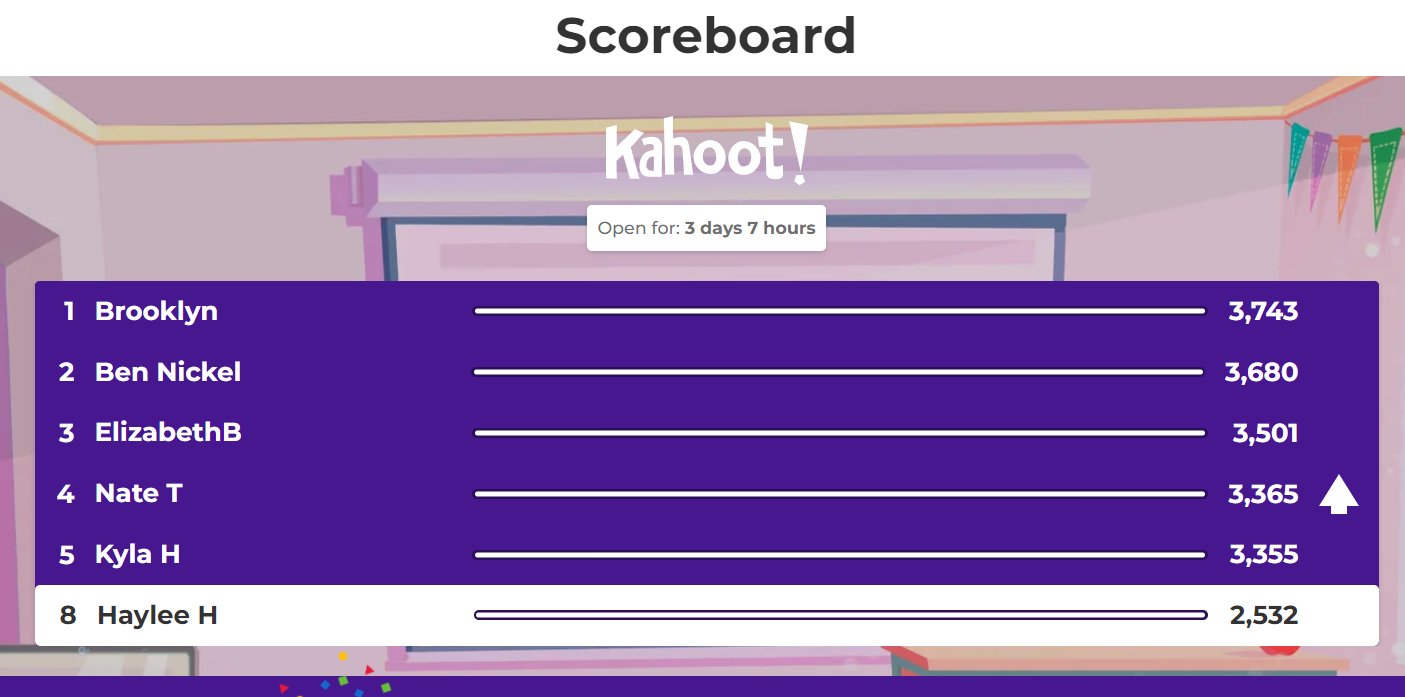 Scoreboard
Kahoot!
Open for: 3 days 7 hours
1 Brooklyn 3,743
2 Ben Nickel 3,680
3 ElizabethB 3,501
4 Nate T 3,365
5 Kyla H 3,355
8 Haylee H 2,532